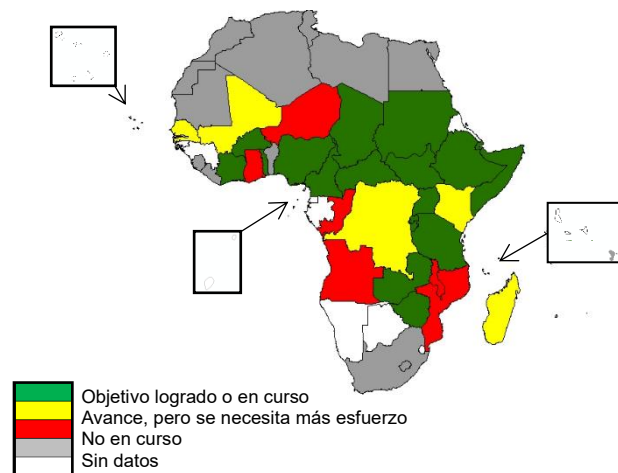 Objetivo logrado o en curso
Avance, pero se necesita más esfuerzo
No en curso
Sin datos